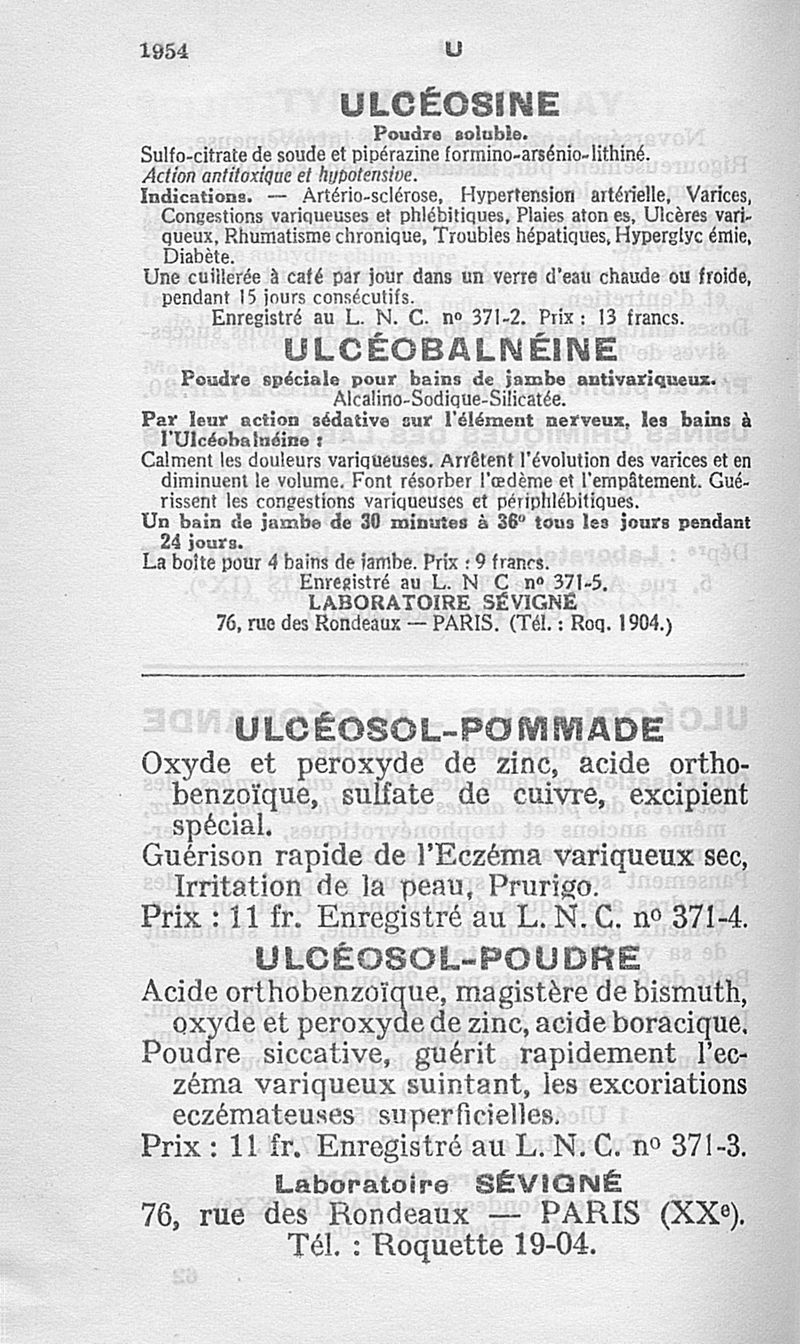 1954
U
ULCÉOSINE
Poudre soluble.
Sulfo-citrate de soude et pipérazine formino-arsénio-lithiné.
Action antitoxique et hypotensive.
Indications. — Artério-sclérose, Hypertension artérielle, Varices,
Congestions variqueuses et phlébitiques, Plaies aton es, Ulcères vari-
queux, Rhumatisme chronique, Troubles hépatiques, Hyperglyc émie,
Diabète.
Une cuillerée à café par jour dans un verre d'eau chaude ou froide,
pendant 15 jours consécutifs.
Enregistré au L. N. C. nº 371-2. Prix : 13 francs.
ULCÉOBALNÉINE
Poudre spéciale pour bains de jambe antivariqueux.
Alcalino-Sodique-Silicatée.
Par leur action sédative sur l'élément nerveux, les bains à
l'Ulcéobalnéine :
Calment les douleurs variqueuses. Arrêtent l'évolution des varices et en
diminuent le volume. Font résorber l'œdème et l'empâtement. Gué-
rissent les congestions variqueuses et périphlébitiques.
Un bain de jambe de 30 minutes à 36º tous les jours pendant
24 jours.
La boîte pour 4 bains de jambe. Prix : 9 francs.
Enregistré au L. N C nº 371-5.
LABORATOIRE SÉVIGNÉ
76, rue des Rondeaux — PARIS. (Tél. : Roq. 1904.)
ULCÉOSOL-POMMADE
Oxyde et peroxyde de zinc, acide ortho-
benzoïque, sulfate de cuivre, excipient
spécial.
Guérison rapide de l'Eczéma variqueux sec,
Irritation de la peau, Prurigo.
Prix : 11 fr. Enregistré au L. N. C. nº 371-4.
ULCÉOSOL-POUDRE
Acide orthobenzoïque, magistère de bismuth,
oxyde et peroxyde de zinc, acide boracique.
Poudre siccative, guérit rapidement l'ec-
zéma variqueux suintant, les excoriations
eczémateuses superficielles.
Prix : 11 fr. Enregistré au L. N. C. nº 371-3.
Laboratoire SÉVIGNÉ
76, rue des Rondeaux — PARIS (XXᵉ).
Tél. : Roquette 19-04.